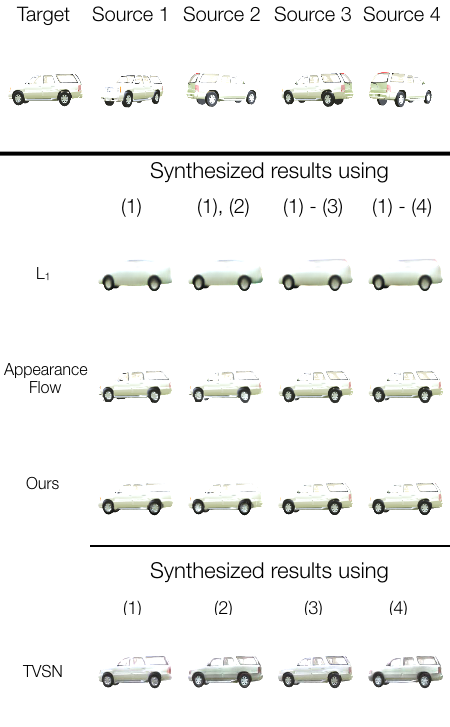 Target Source 1 Source 2 Source 3 Source 4
Synthesized results using
(1) (1), (2) (1) - (3) (1) - (4)
L₁
Appearance
Flow
Ours
Synthesized results using
(1) (2) (3) (4)
TVSN